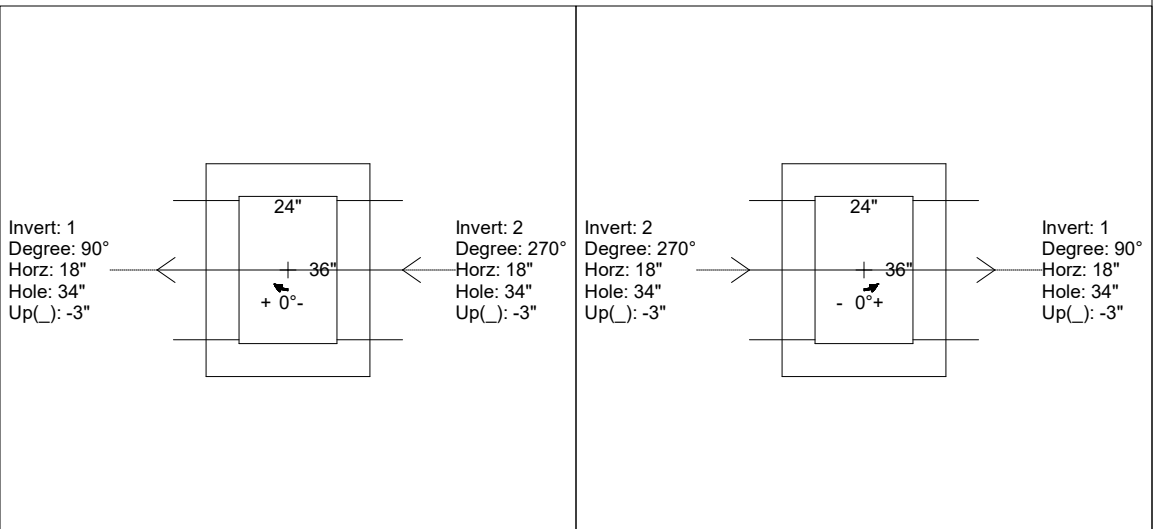 24"
Invert: 1
Degree: 90°
Horz: 18"
Hole: 34"
Up(_): -3"
36"
+ 0°-
Invert: 2
Degree: 270°
Horz: 18"
Hole: 34"
Up(_): -3"
Invert: 2
Degree: 270°
Horz: 18"
Hole: 34"
Up(_): -3"
24"
36"
- 0°+
Invert: 1
Degree: 90°
Horz: 18"
Hole: 34"
Up(_): -3"